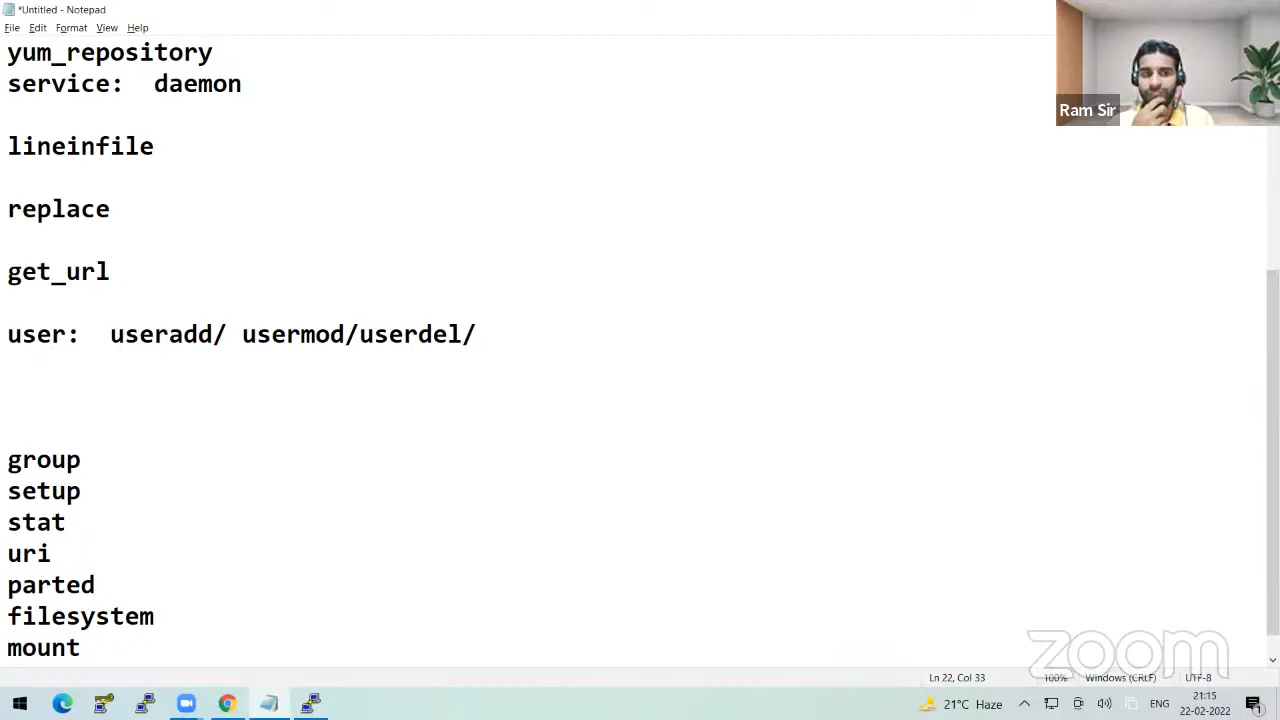 *Untitled - Notepad
File Edit Format View Help
yum_repository
service: daemon
lineinfile
replace
get_url
user: useradd/ usermod/userdel/
group
setup
stat
uri
parted
filesystem
mount
Ram Sir
zoom
Ln 22, Col 33 100% Windows (CRLF) UTF-8
21°C Haze ENG 21:15
22-02-2022 1